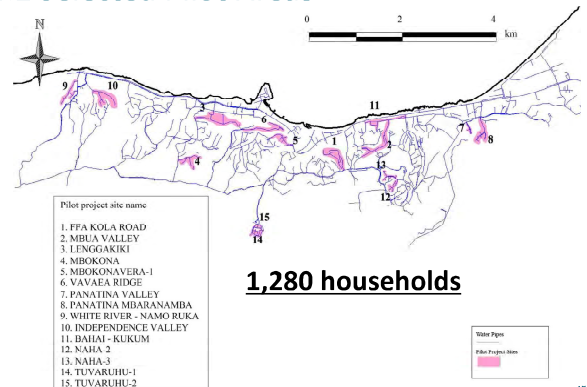 N
0 2 4
km
9
10
11
3
6
5
1
2
7
8
4
13
12
15
14
Pilot project site name
1. FFA KOLA ROAD
2. MBUA VALLEY
3. LENGGAKIKI
4. MBOKONA
5. MBOKONAVERA-1
6. VAVAEA RIDGE
7. PANATINA VALLEY
8. PANATINA MBARANAMBA
9. WHITE RIVER - NAMO RUKA
10. INDEPENDENCE VALLEY
11. BAHAI - KUKUM
12. NAHA-2
13. NAHA-3
14. TUVARUHU-1
15. TUVARUHU-2
1,280 households
Water Pipes
Pilot Project Sites